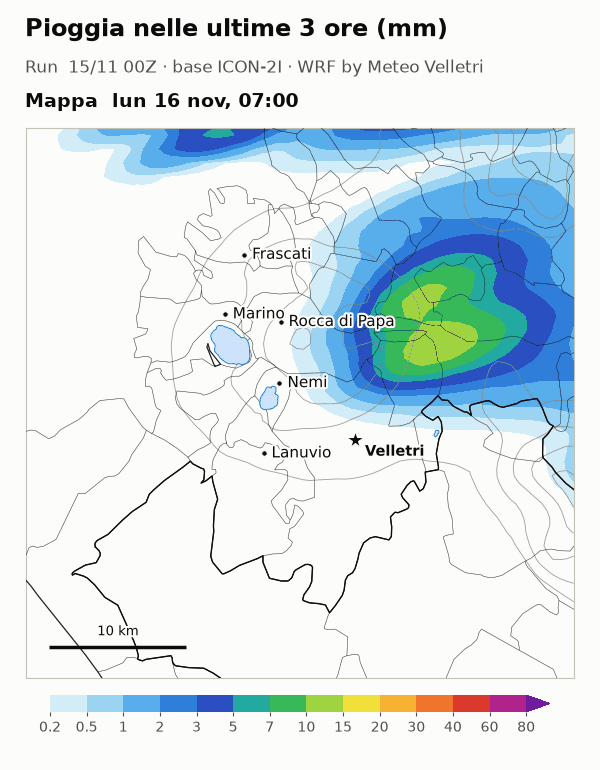 Pioggia nelle ultime 3 ore (mm)
Run 15/11 00Z · base ICON-2I · WRF by Meteo Velletri
Mappa lun 16 nov, 07:00
Frascati
Marino
Rocca di Papa
Nemi
Velletri
Lanuvio
10 km
0.2 0.5 1 2 3 5 7 10 15 20 30 40 60 80